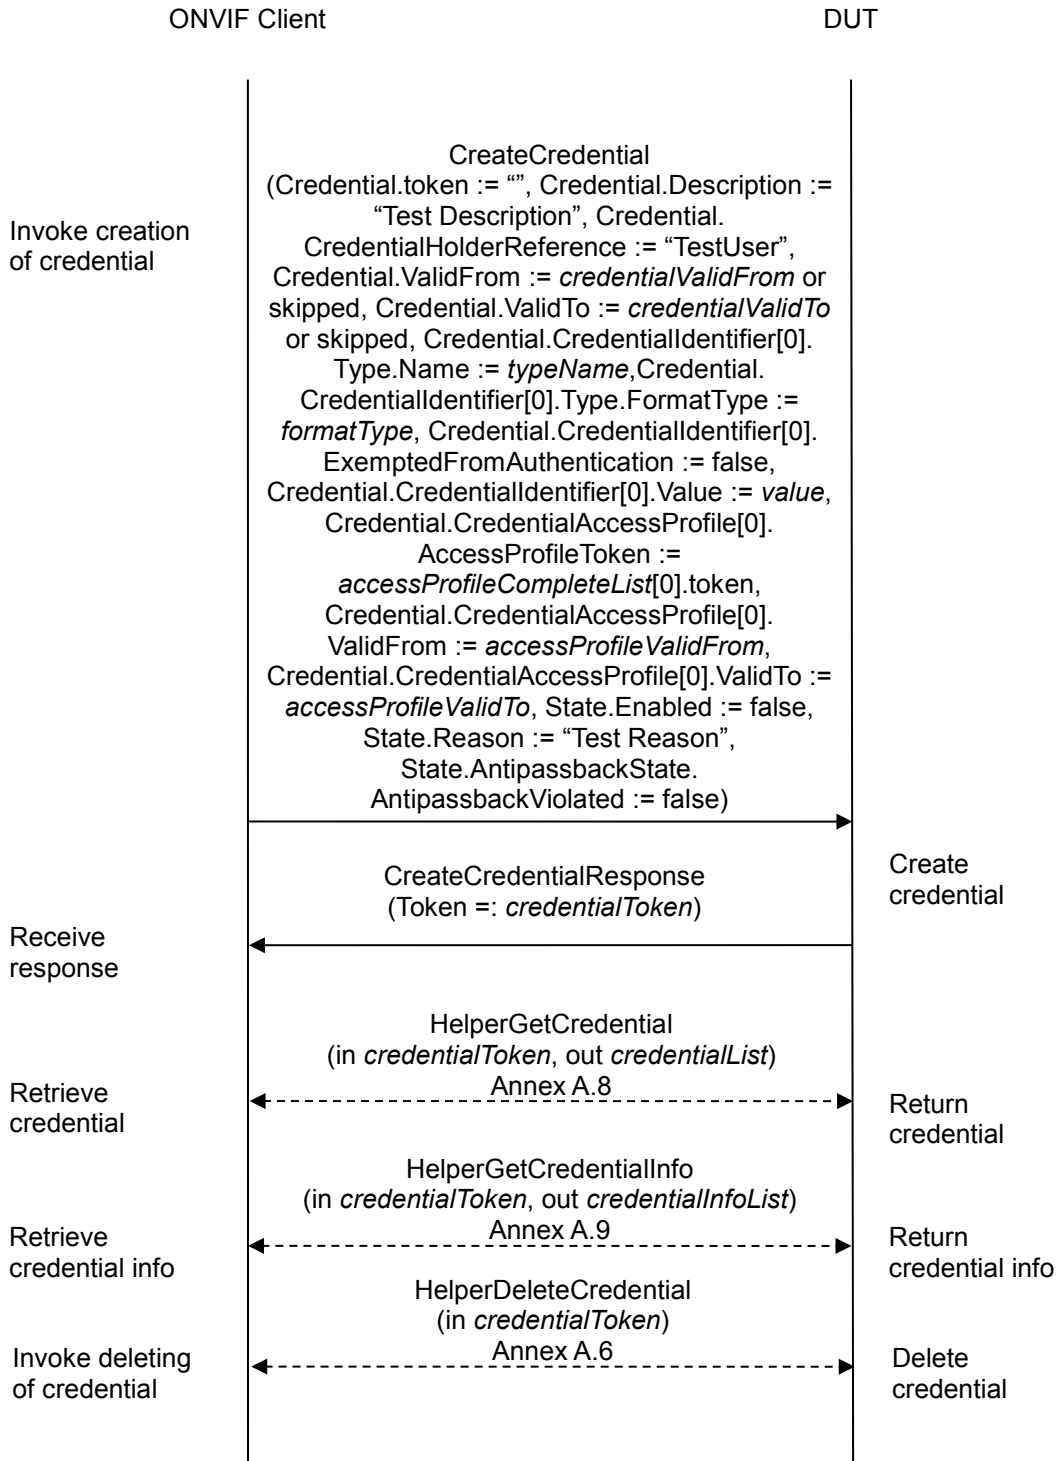 ONVIF Client
DUT
CreateCredential
(Credential.token := “”, Credential.Description :=
“Test Description”, Credential.
CredentialHolderReference := “TestUser”,
Credential.ValidFrom := credentialValidFrom or
skipped, Credential.ValidTo := credentialValidTo
or skipped, Credential.CredentialIdentifier[0].
Type.Name := typeName,Credential.
CredentialIdentifier[0].Type.FormatType :=
formatType, Credential.CredentialIdentifier[0].
ExemptedFromAuthentication := false,
Credential.CredentialIdentifier[0].Value := value,
Credential.CredentialAccessProfile[0].
AccessProfileToken :=
accessProfileCompleteList[0].token,
Credential.CredentialAccessProfile[0].
ValidFrom := accessProfileValidFrom,
Credential.CredentialAccessProfile[0].ValidTo :=
accessProfileValidTo, State.Enabled := false,
State.Reason := “Test Reason”,
State.AntipassbackState.
AntipassbackViolated := false)
Invoke creation
of credential
Create
credential
CreateCredentialResponse
(Token =: credentialToken)
Receive
response
HelperGetCredential
(in credentialToken, out credentialList)
Annex A.8
Retrieve
credential
Return
credential
HelperGetCredentialInfo
(in credentialToken, out credentialInfoList)
Annex A.9
Retrieve
credential info
Return
credential info
HelperDeleteCredential
(in credentialToken)
Annex A.6
Invoke deleting
of credential
Delete
credential